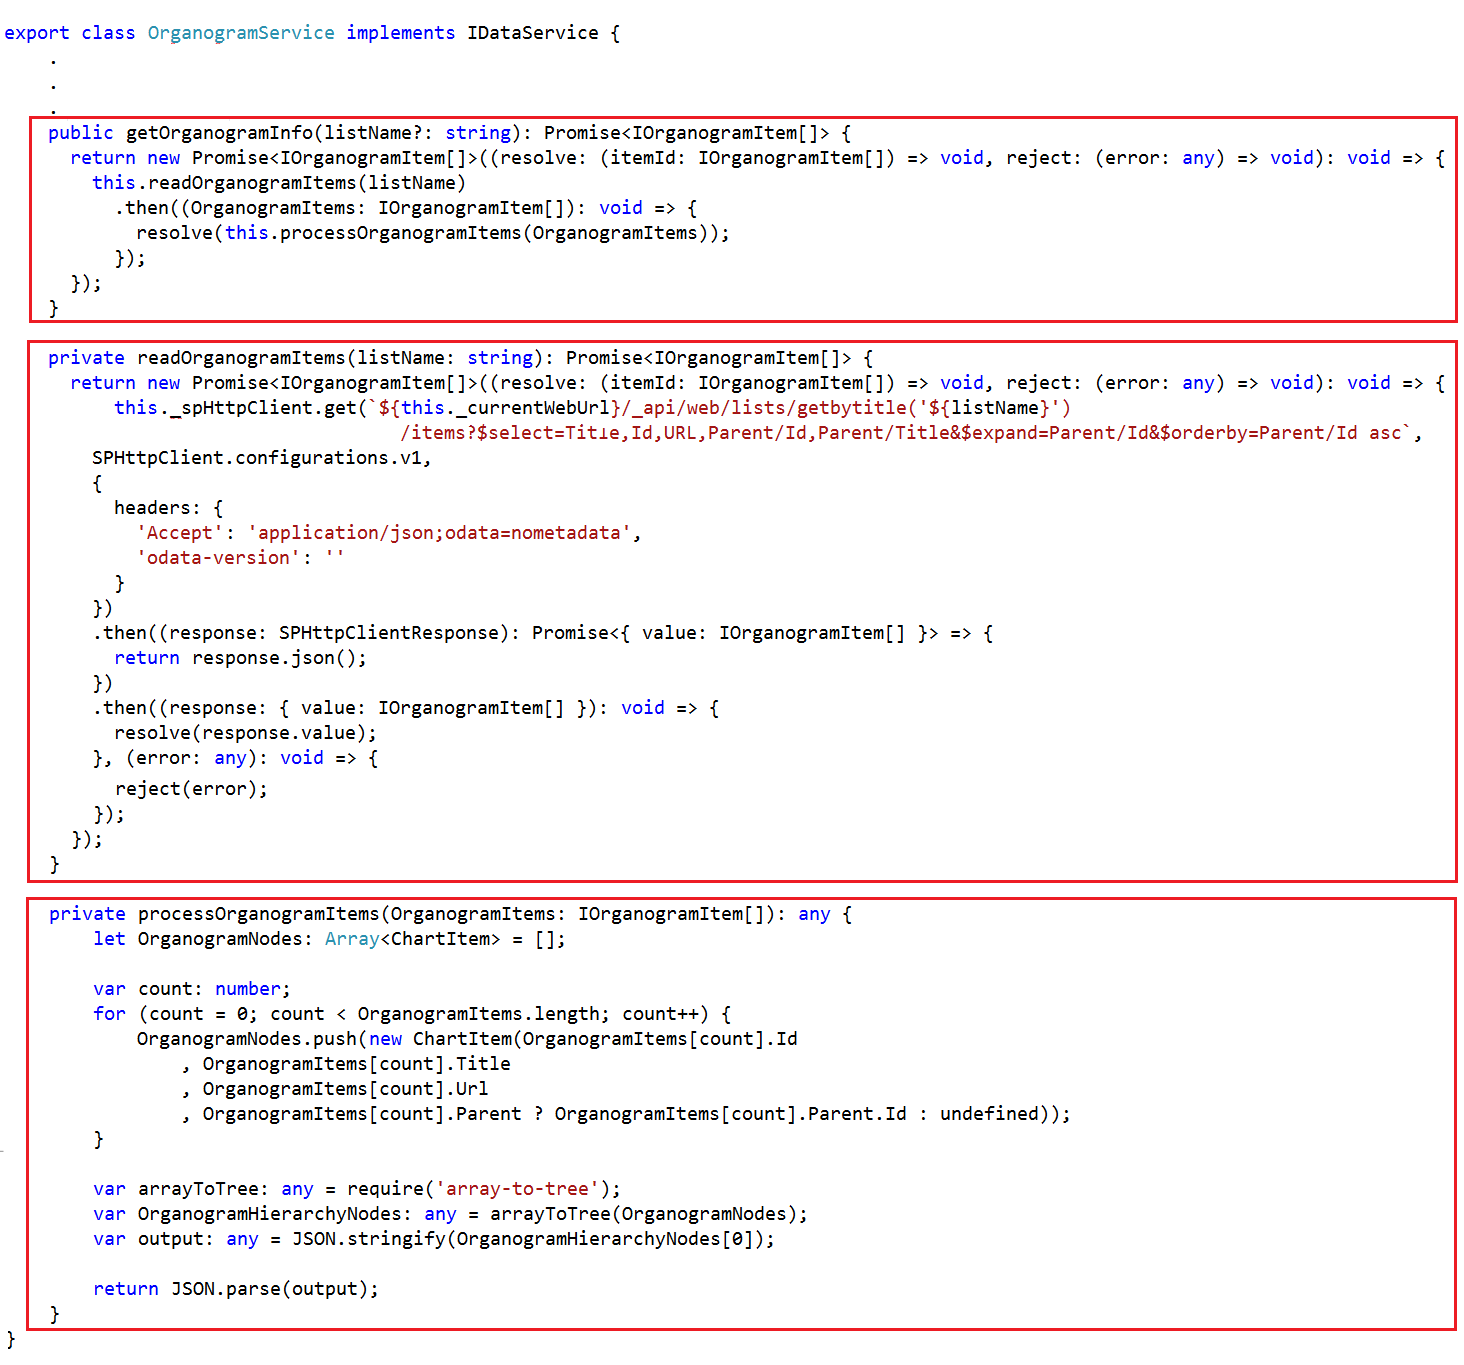 export class OrganogramService implements IDataService {
.
.
.
public getOrganogramInfo(listName?: string): Promise<IOrganogramItem[]> {
return new Promise<IOrganogramItem[]>((resolve: (itemId: IOrganogramItem[]) => void, reject: (error: any) => void): void => {
this.readOrganogramItems(listName)
.then((OrganogramItems: IOrganogramItem[]): void => {
resolve(this.processOrganogramItems(OrganogramItems));
});
});
}
private readOrganogramItems(listName: string): Promise<IOrganogramItem[]> {
return new Promise<IOrganogramItem[]>((resolve: (itemId: IOrganogramItem[]) => void, reject: (error: any) => void): void => {
this._spHttpClient.get(`${this._currentWebUrl}/_api/web/lists/getbytitle('${listName}')
/items?$select=Title,Id,URL,Parent/Id,Parent/Title&$expand=Parent/Id&$orderby=Parent/Id asc`,
SPHttpClient.configurations.v1,
{
headers: {
'Accept': 'application/json;odata=nometadata',
'odata-version': ''
}
})
.then((response: SPHttpClientResponse): Promise<{ value: IOrganogramItem[] }> => {
return response.json();
})
.then((response: { value: IOrganogramItem[] }): void => {
resolve(response.value);
}, (error: any): void => {
reject(error);
});
});
}
private processOrganogramItems(OrganogramItems: IOrganogramItem[]): any {
let OrganogramNodes: Array<ChartItem> = [];
var count: number;
for (count = 0; count < OrganogramItems.length; count++) {
OrganogramNodes.push(new ChartItem(OrganogramItems[count].Id
, OrganogramItems[count].Title
, OrganogramItems[count].Url
, OrganogramItems[count].Parent ? OrganogramItems[count].Parent.Id : undefined));
}
var arrayToTree: any = require('array-to-tree');
var OrganogramHierarchyNodes: any = arrayToTree(OrganogramNodes);
var output: any = JSON.stringify(OrganogramHierarchyNodes[0]);
return JSON.parse(output);
}
}